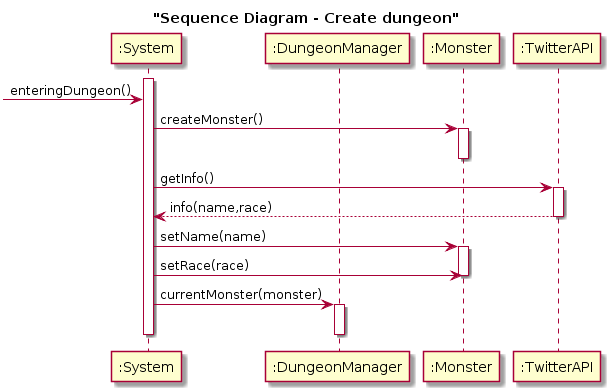 "Sequence Diagram - Create dungeon"
:System :DungeonManager :Monster :TwitterAPI
enteringDungeon()
createMonster()
getInfo()
info(name,race)
setName(name)
setRace(race)
currentMonster(monster)
:System :DungeonManager :Monster :TwitterAPI